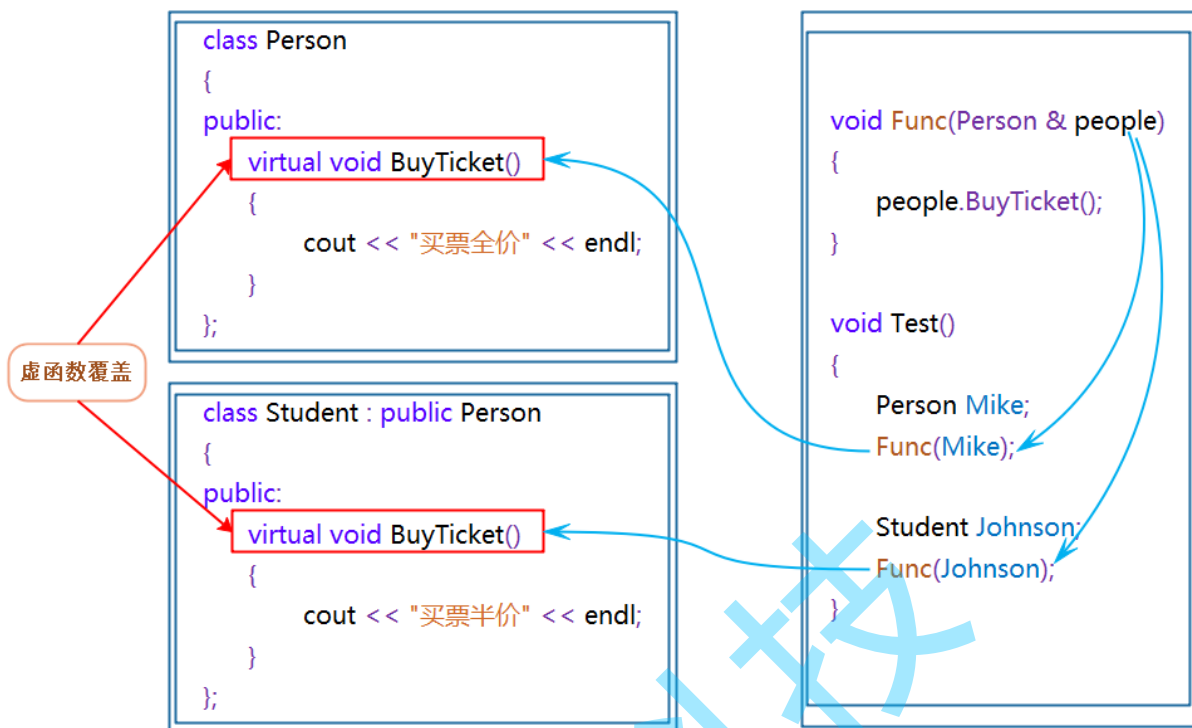 class Person
{
public:
virtual void BuyTicket()
{
cout << "买票全价" << endl;
}
};
虚函数覆盖
class Student : public Person
{
public:
virtual void BuyTicket()
{
cout << "买票半价" << endl;
}
};
void Func(Person & people)
{
people.BuyTicket();
}
void Test()
{
Person Mike;
Func(Mike);
Student Johnson;
Func(Johnson);
}
技